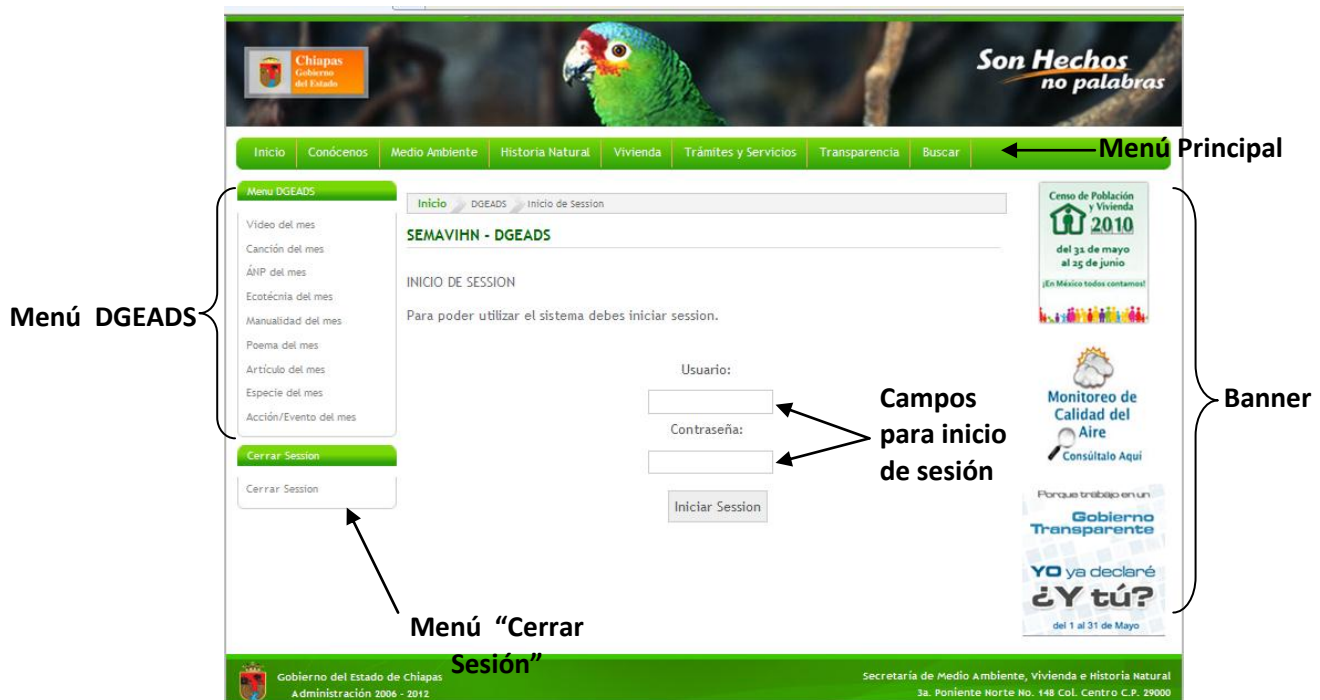 Chiapas
Gobierno
del Estado
Son Hechos
no palabras
Inicio Conócenos Medio Ambiente Historia Natural Vivienda Trámites y Servicios Transparencia Buscar
Menú Principal
Menu DGEADS
Video del mes
Canción del mes
ÁNP del mes
Ecotécnia del mes
Manualidad del mes
Poema del mes
Artículo del mes
Especie del mes
Acción/Evento del mes
Menú DGEADS
Cerrar Session
Cerrar Session
Menú “Cerrar
Sesión”
Inicio DGEADS Inicio de Session
SEMAVIHN - DGEADS
INICIO DE SESSION
Para poder utilizar el sistema debes iniciar session.
Usuario:
Contraseña:
Iniciar Session
Campos
para inicio
de sesión
Censo de Población
y Vivienda
2010
del 31 de mayo
al 25 de junio
¡En México todos contamos!
Monitoreo de
Calidad del
Aire
Consúltalo Aquí
Porque trabajo en un
Gobierno
Transparente
YO ya declaré
¿Y tú?
del 1 al 31 de Mayo
Banner
Gobierno del Estado de Chiapas
Administración 2006 - 2012
Secretaría de Medio Ambiente, Vivienda e Historia Natural
3a. Poniente Norte No. 148 Col. Centro C.P. 29000